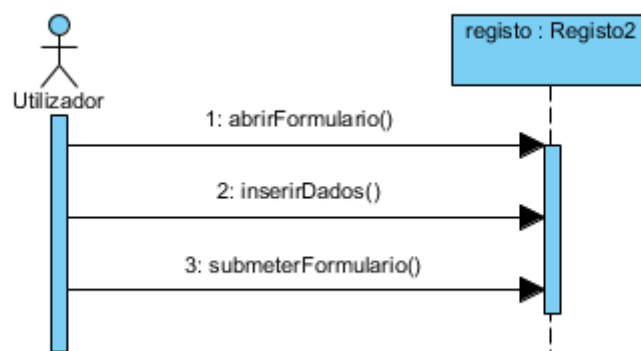 registo : Registo2
Utilizador
1: abrirFormulario()
2: inserirDados()
3: submeterFormulario()